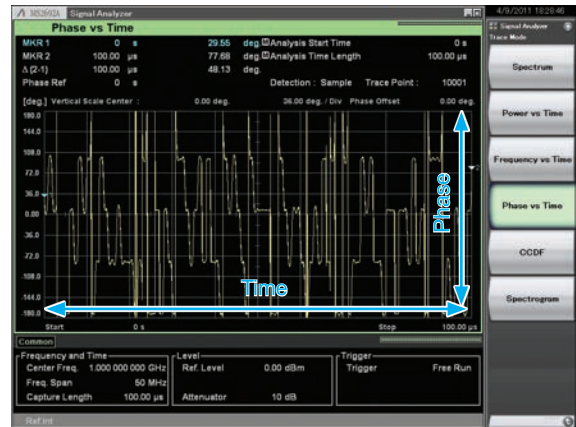 MS2692A Signal Analyzer
4/9/2011 18:28:46
Phase vs Time
MKR 1 0 s 29.55 deg. Analysis Start Time 0 s
MKR 2 100.00 µs 77.68 deg. Analysis Time Length 100.00 µs
Δ (2-1) 100.00 µs 48.13 deg.
Phase Ref 0 s Detection : Sample Trace Point : 10001
[deg.] Vertical Scale Center : 0.00 deg. 36.00 deg. / Div Phase Offset 0.00 deg.
180.0
144.0
108.0
72.0
36.0
0.00
-36.0
-72.0
-108.0
-144.0
-180.0
2
Phase
Time
Start 0 s Stop 100.00 µs
Common
Frequency and Time
Center Freq. 1.000 000 000 GHz
Freq. Span 50 MHz
Capture Length 100.00 µs
Level
Ref. Level 0.00 dBm
Attenuator 10 dB
Trigger
Trigger Free Run
Ref.Int
Signal Analyzer
Trace Mode
Spectrum
Power vs Time
Frequency vs Time
Phase vs Time
CCDF
Spectrogram